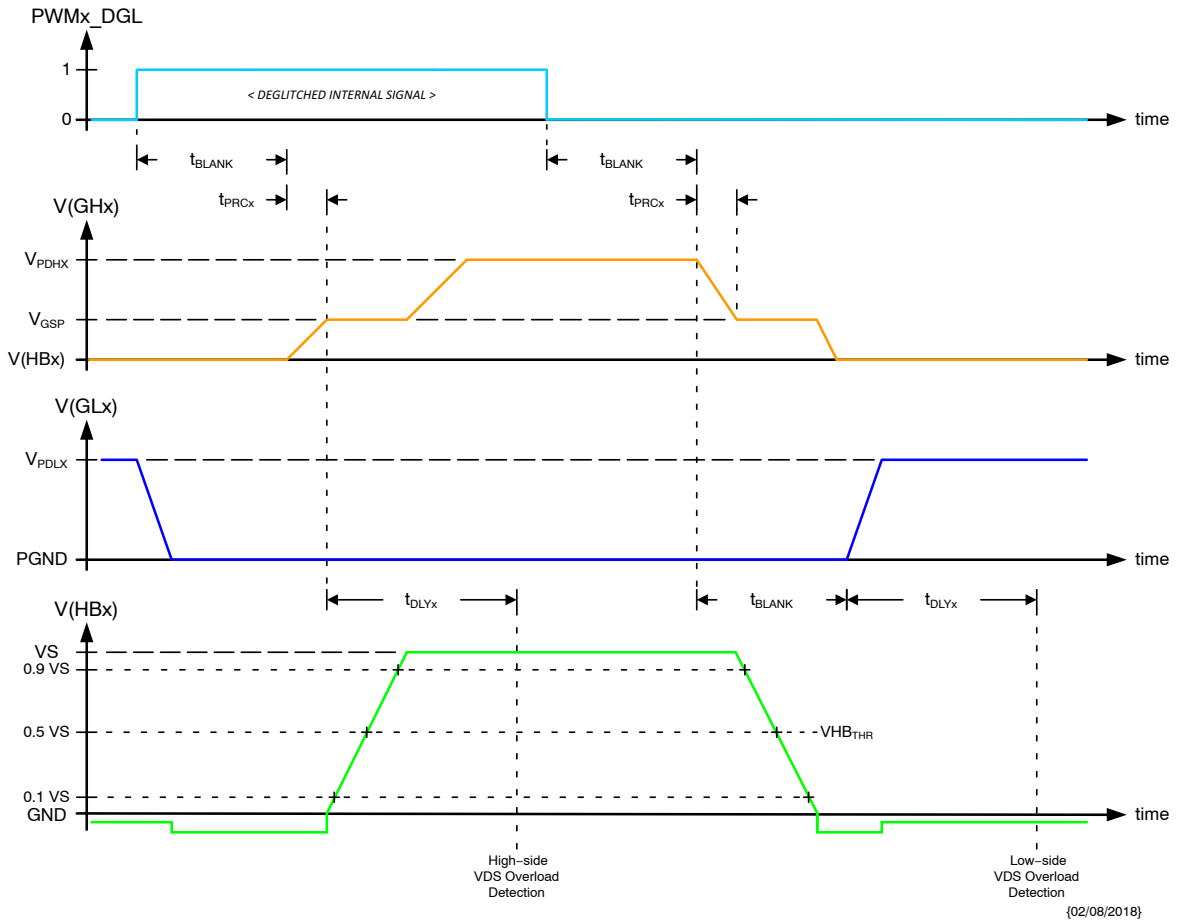 PWMx_DGL
1
< DEGLITCHED INTERNAL SIGNAL >
0
time
tBLANK
tBLANK
tPRCx
tPRCx
V(GHx)
VPDHX
VGSP
V(HBx)
time
V(GLx)
VPDLX
PGND
time
tDLYx
tBLANK
tDLYx
V(HBx)
VS
0.9 VS
0.5 VS
VHBTHR
0.1 VS
GND
time
High−side
VDS Overload
Detection
Low−side
VDS Overload
Detection
{02/08/2018}